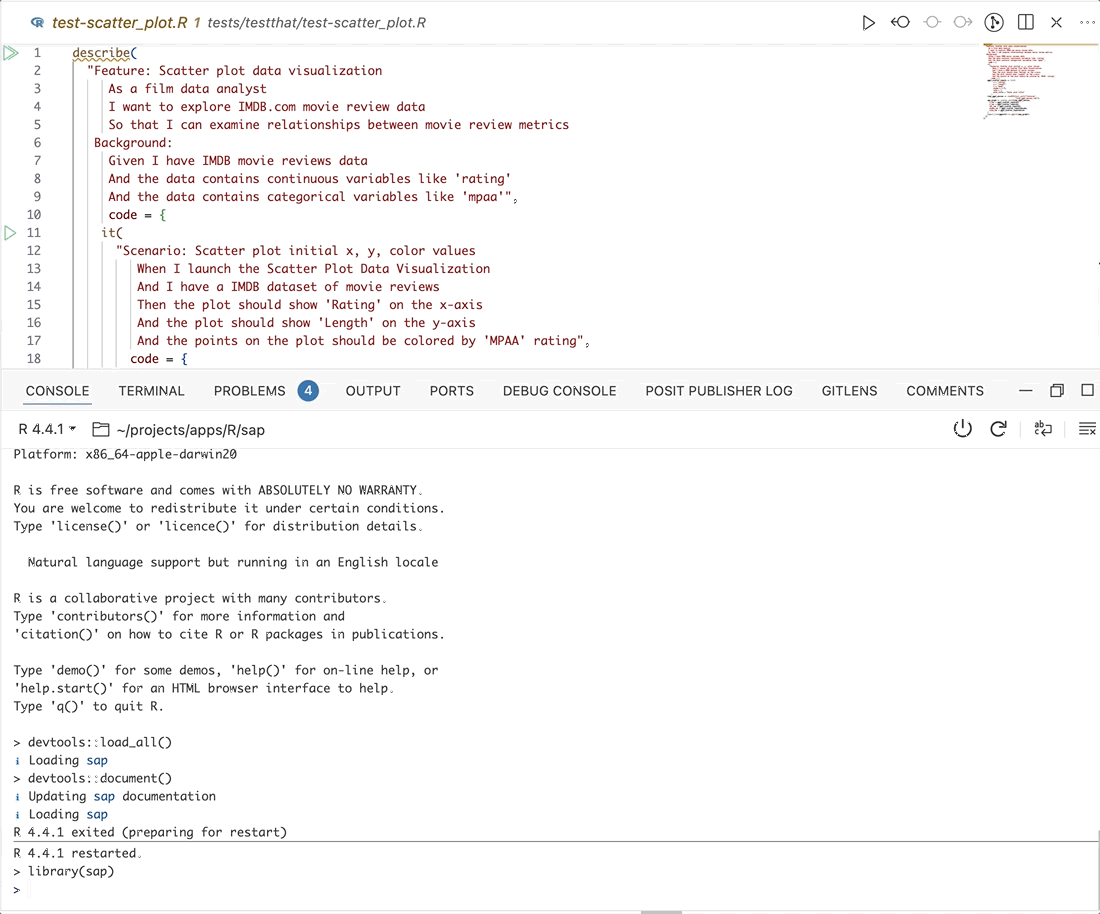 test-scatter_plot.R 1 tests/testthat/test-scatter_plot.R
1 describe(
2 "Feature: Scatter plot data visualization
3 As a film data analyst
4 I want to explore IMDB.com movie review data
5 So that I can examine relationships between movie review metrics
6 Background:
7 Given I have IMDB movie reviews data
8 And the data contains continuous variables like 'rating'
9 And the data contains categorical variables like 'mpaa'",
10 code = {
11 it(
12 "Scenario: Scatter plot initial x, y, color values
13 When I launch the Scatter Plot Data Visualization
14 And I have a IMDB dataset of movie reviews
15 Then the plot should show 'Rating' on the x-axis
16 And the plot should show 'Length' on the y-axis
17 And the points on the plot should be colored by 'MPAA' rating",
18 code = {
CONSOLE TERMINAL PROBLEMS 4 OUTPUT PORTS DEBUG CONSOLE POSIT PUBLISHER LOG GITLENS COMMENTS
R 4.4.1 ~/projects/apps/R/sap
Platform: x86_64-apple-darwin20
R is free software and comes with ABSOLUTELY NO WARRANTY.
You are welcome to redistribute it under certain conditions.
Type 'license()' or 'licence()' for distribution details.
Natural language support but running in an English locale
R is a collaborative project with many contributors.
Type 'contributors()' for more information and
'citation()' on how to cite R or R packages in publications.
Type 'demo()' for some demos, 'help()' for on-line help, or
'help.start()' for an HTML browser interface to help.
Type 'q()' to quit R.
> devtools::load_all()
ℹ Loading sap
> devtools::document()
ℹ Updating sap documentation
ℹ Loading sap
R 4.4.1 exited (preparing for restart)
R 4.4.1 restarted.
> library(sap)
>